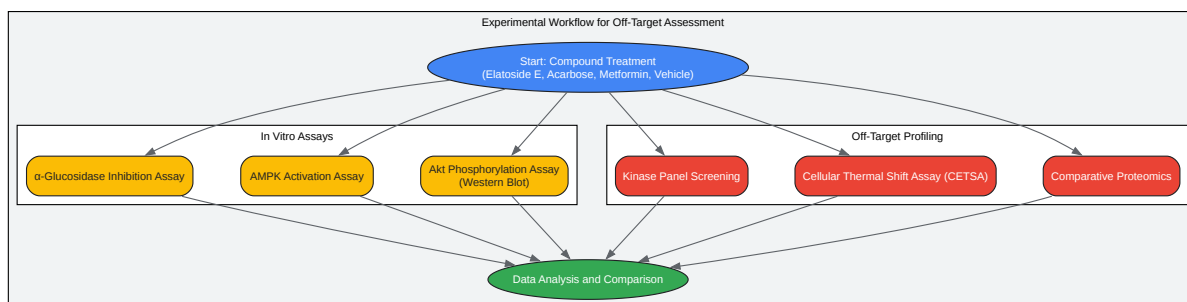 Experimental Workflow for Off-Target Assessment
Start: Compound Treatment
(Elatoside E, Acarbose, Metformin, Vehicle)
In Vitro Assays
Off-Target Profiling
α-Glucosidase Inhibition Assay
AMPK Activation Assay
Akt Phosphorylation Assay
(Western Blot)
Kinase Panel Screening
Cellular Thermal Shift Assay (CETSA)
Comparative Proteomics
Data Analysis and Comparison